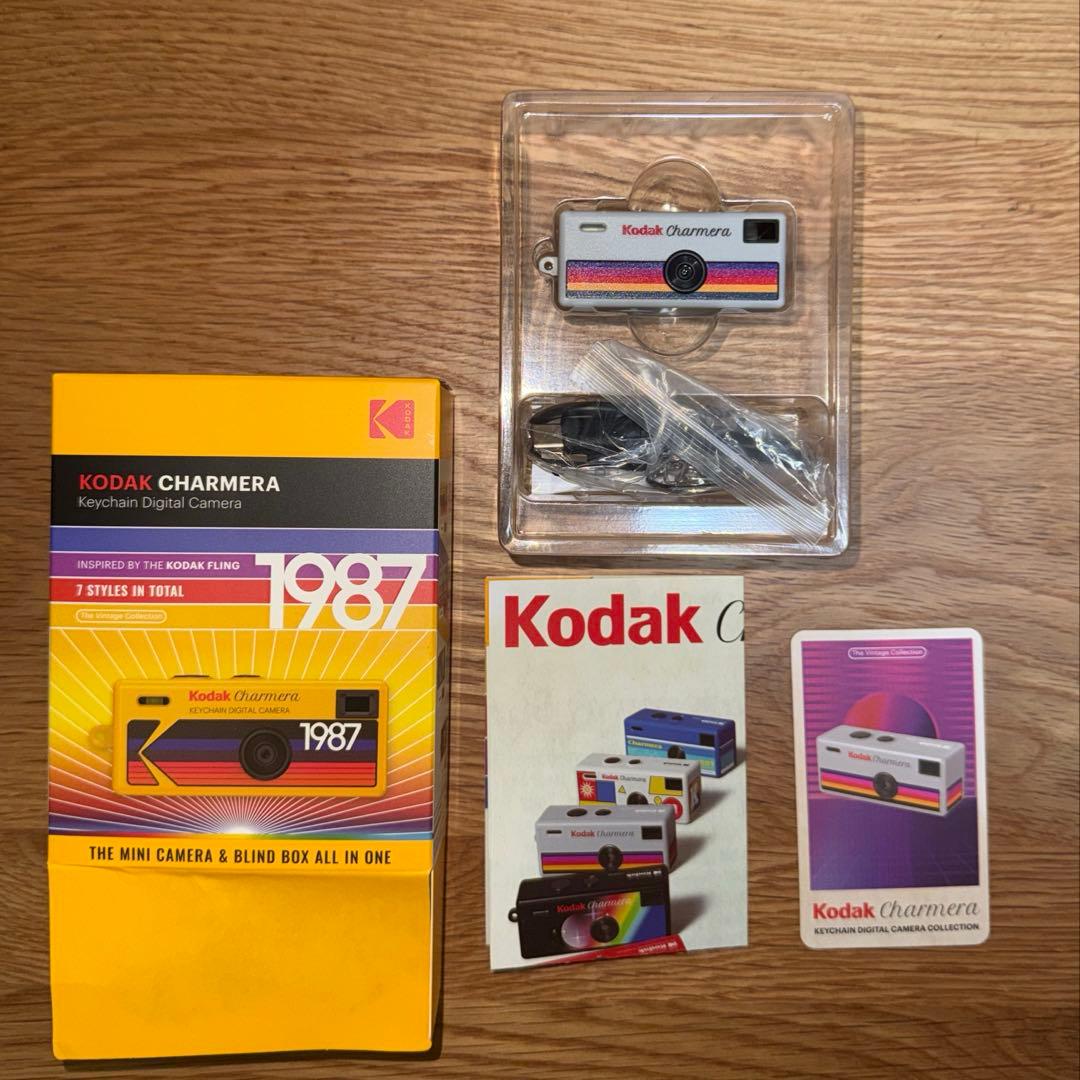 KODAK
KODAK CHARMERA
Keychain Digital Camera
INSPIRED BY THE KODAK FLING
1987
7 STYLES IN TOTAL
The Vintage Collection
Kodak Charmera
KEYCHAIN DIGITAL CAMERA
1987
THE MINI CAMERA & BLIND BOX ALL IN ONE
Kodak Charmera
Kodak C
Charmera
Kodak Charmera
Kodak Charmera
Kodak Charmera
The Vintage Collection
Kodak Charmera
Kodak Charmera
KEYCHAIN DIGITAL CAMERA COLLECTION